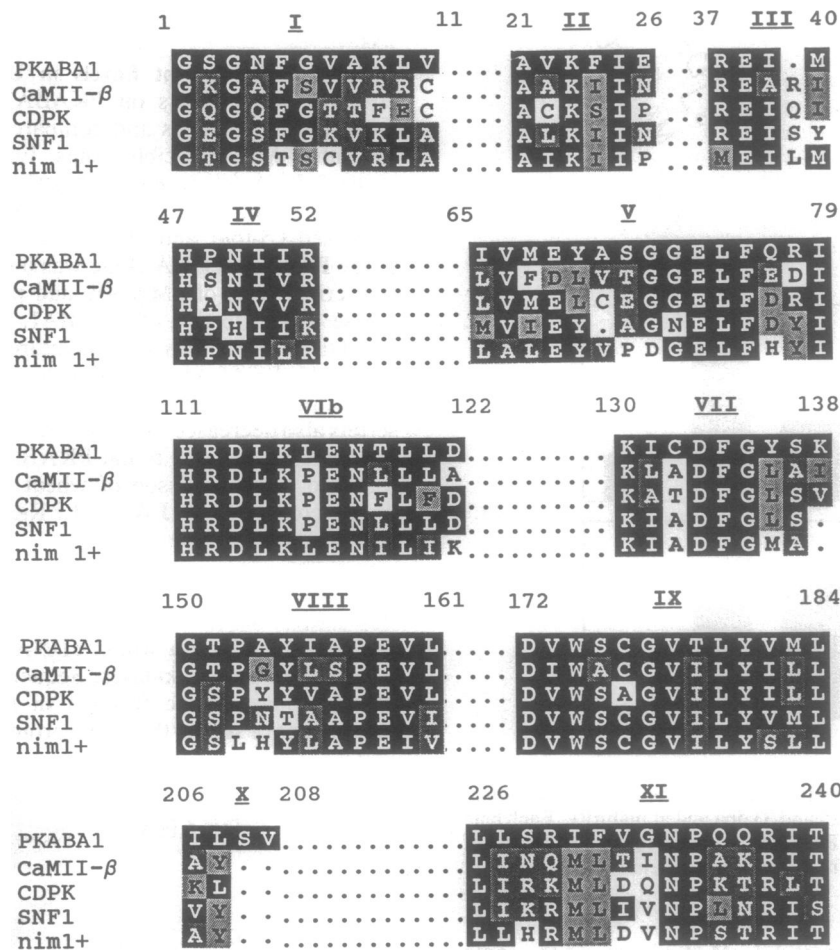 1 I 11 21 II 26 37 III 40
PKABA1 GSGNFGVAKLV.....AVKFIE...REI.M
CaMII-β GKGAFSVVRRC.....AAKIIN...REARI
CDPK GQGQFGTTFEC.....ACKSIP...REIQI
SNF1 GEGSFGKVKLA.....ALKIIN...REISY
nim 1+ GTGSTSCVRLA.....AIKIIP...MEILM
47 IV 52 65 V 79
PKABA1 HPNIIR........IVMEYASGGELFQRI
CaMII-β HSNIVR........LVFDLVTGGELFEDI
CDPK HANVVR........LVMELCEGGELFDRI
SNF1 HPHIIK........MVIEY.AGNELFDYI
nim 1+ HPNILR........LALEYVPDGELFHYI
111 VIb 122 130 VII 138
PKABA1 HRDLKLENTLLD........KICDFGYSK
CaMII-β HRDLKPENLLLA........KLADFGLAI
CDPK HRDLKPENFLFD........KATDFGLSV
SNF1 HRDLKPENLLLD........KIADFGLS.
nim 1+ HRDLKLENILIK........KIADFGMA.
150 VIII 161 172 IX 184
PKABA1 GTPAYIAPEVL....DVWSCGVTLYVML
CaMII-β GTPGYLSPEVL....DIWACGVILYILL
CDPK GSPYYVAPEVL....DVWSAGVILYILL
SNF1 GSPNTAAPEVI....DVWSCGVILYVML
nim1+ GSLHYLAPEIV....DVWSCGVILYSLL
206 X 208 226 XI 240
PKABA1 ILSV..........LLSRIFVGNPQQRIT
CaMII-β AY............LINQMLTINPAKRIT
CDPK KL............LIRKMLDQNPKTRLT
SNF1 VY............LIKRMLIVNPLNRIS
nim1+ AY............LLHRMLDVNPSTRIT